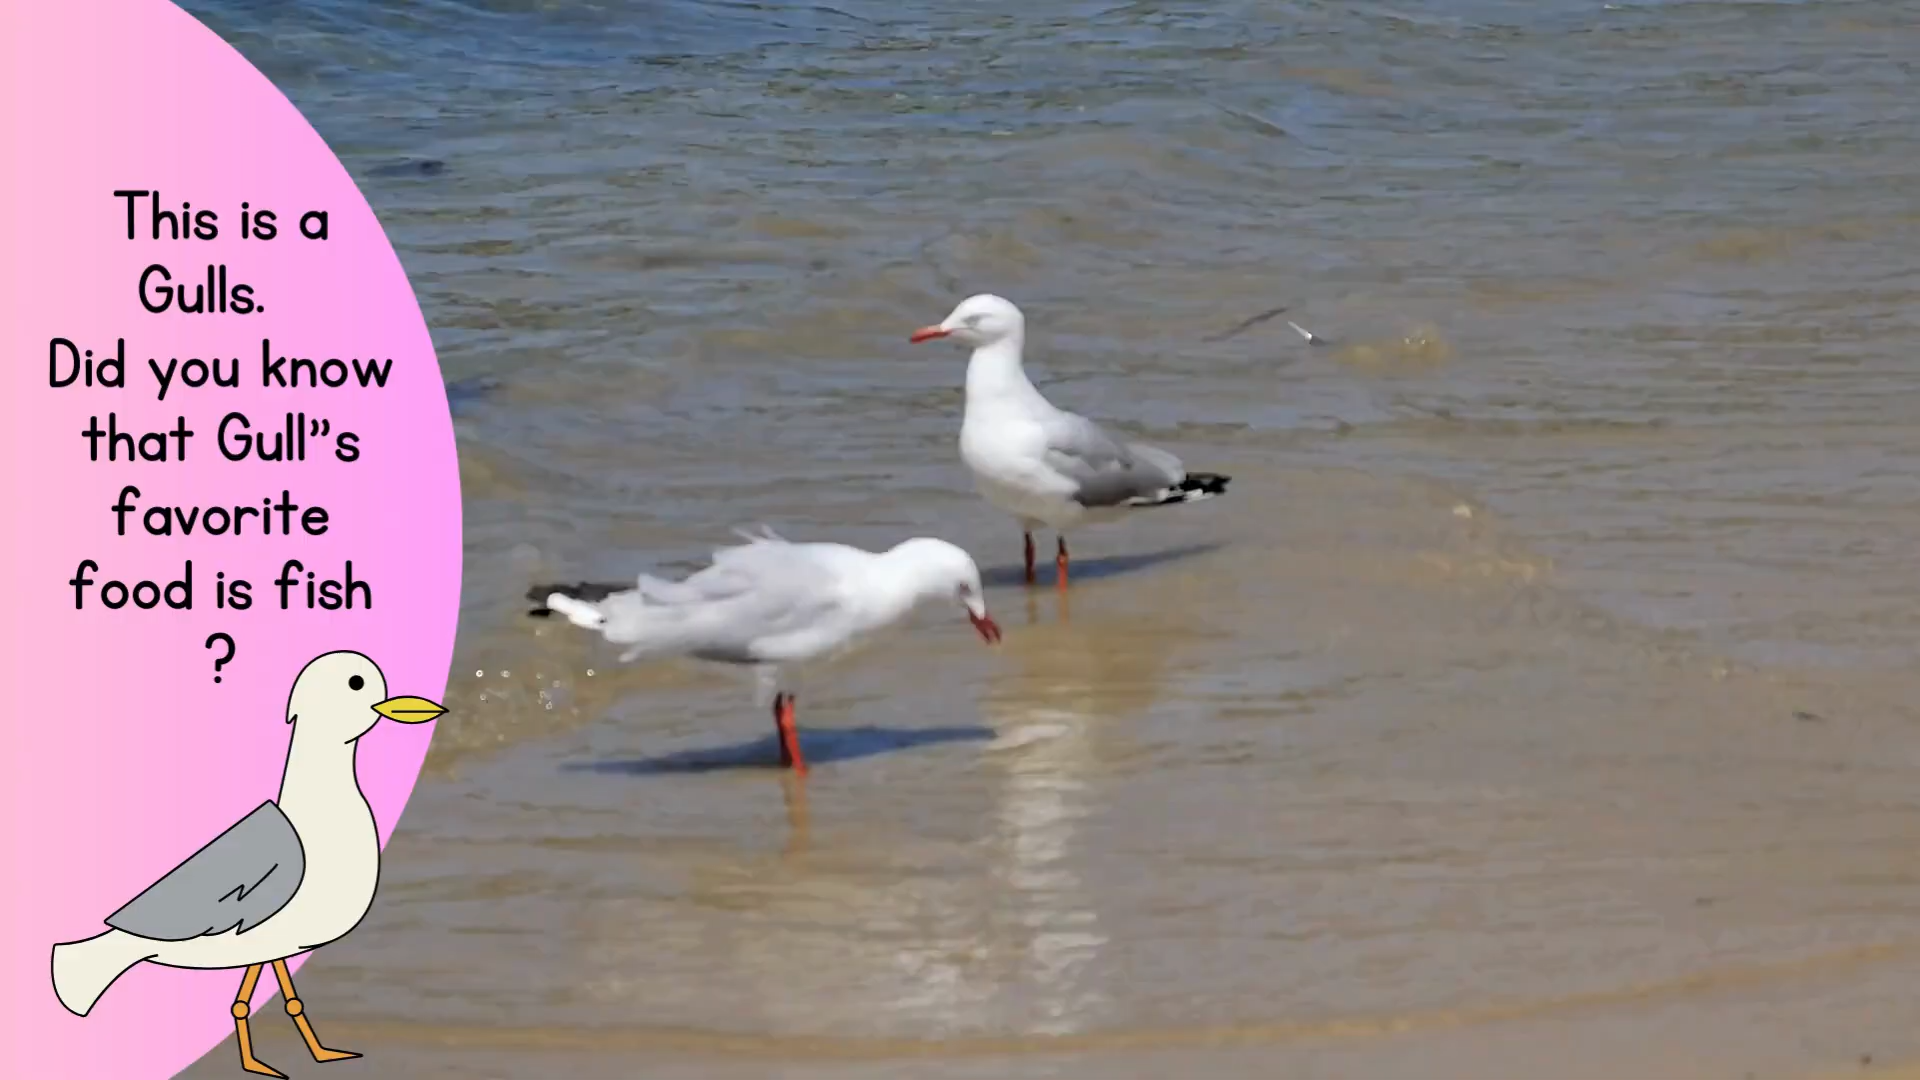 This is a
Gulls.
Did you know
that Gull”s
favorite
food is fish
?